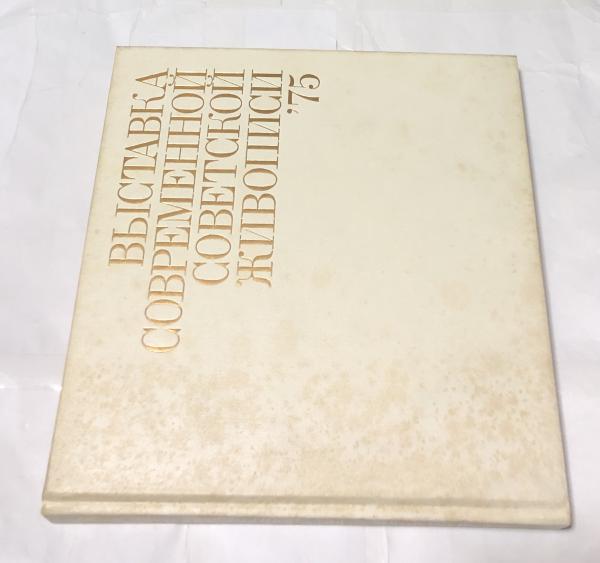 ВЫСТАВКА
СОВРЕМЕННОЙ
СОВЕТСКОЙ
ЖИВОПИСИ
'75